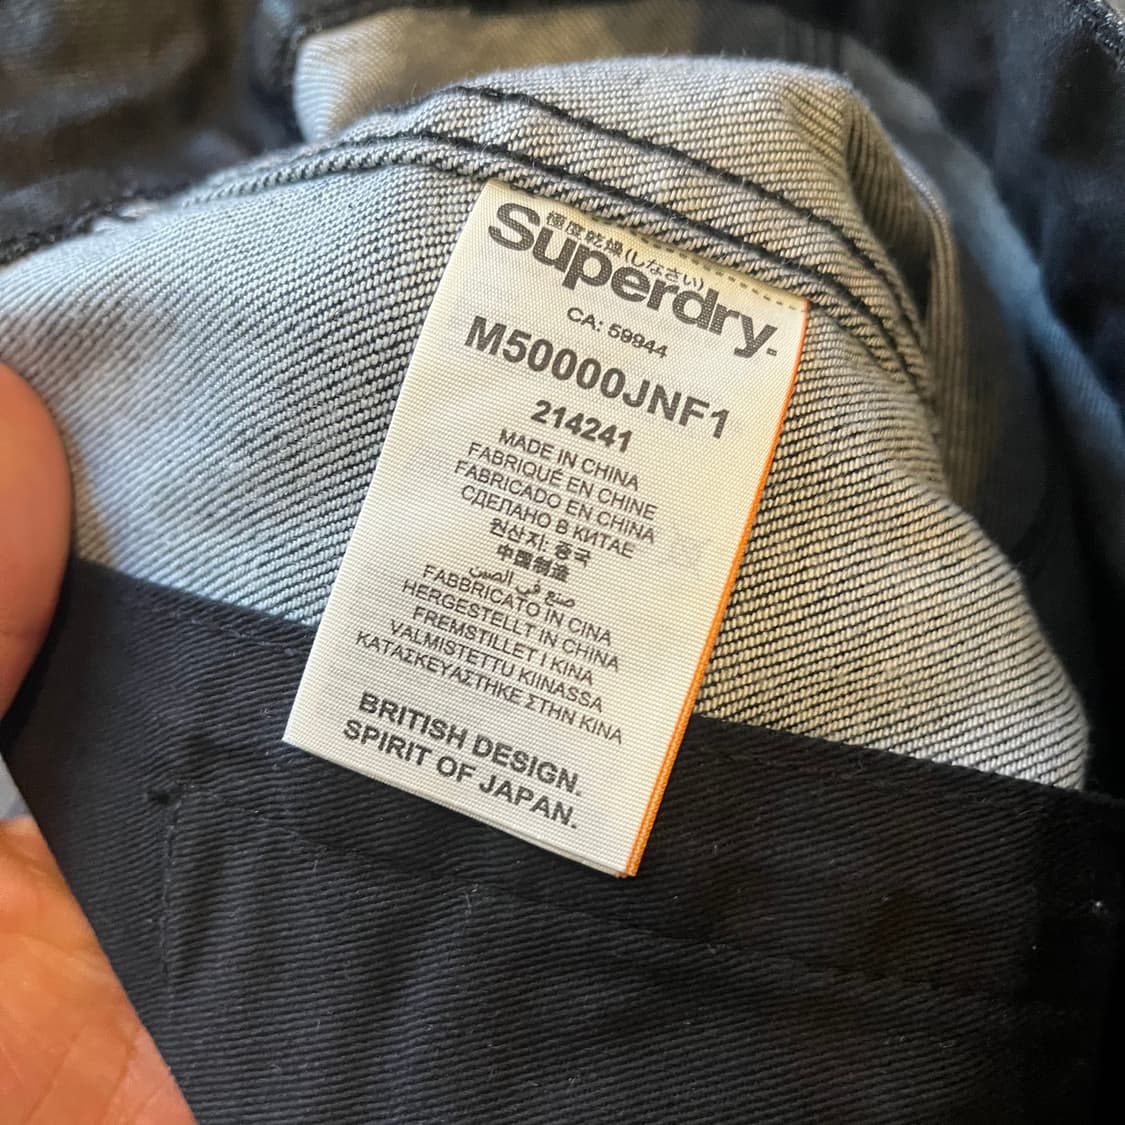 極度乾燥(しなさい)
Superdry.
CA: 59944
M50000JNF1
214241
MADE IN CHINA
FABRIQUÉ EN CHINE
FABRICADO EN CHINA
СДЕЛАНО В КИТАЕ
원산지: 중국
中国制造
صنع في الصين
FABBRICATO IN CINA
HERGESTELLT IN CHINA
FREMSTILLET I KINA
VALMISTETTU KIINASSA
ΚΑΤΑΣΚΕΥΑΣΤΗΚΕ ΣΤΗΝ ΚΙΝΑ
BRITISH DESIGN.
SPIRIT OF JAPAN.